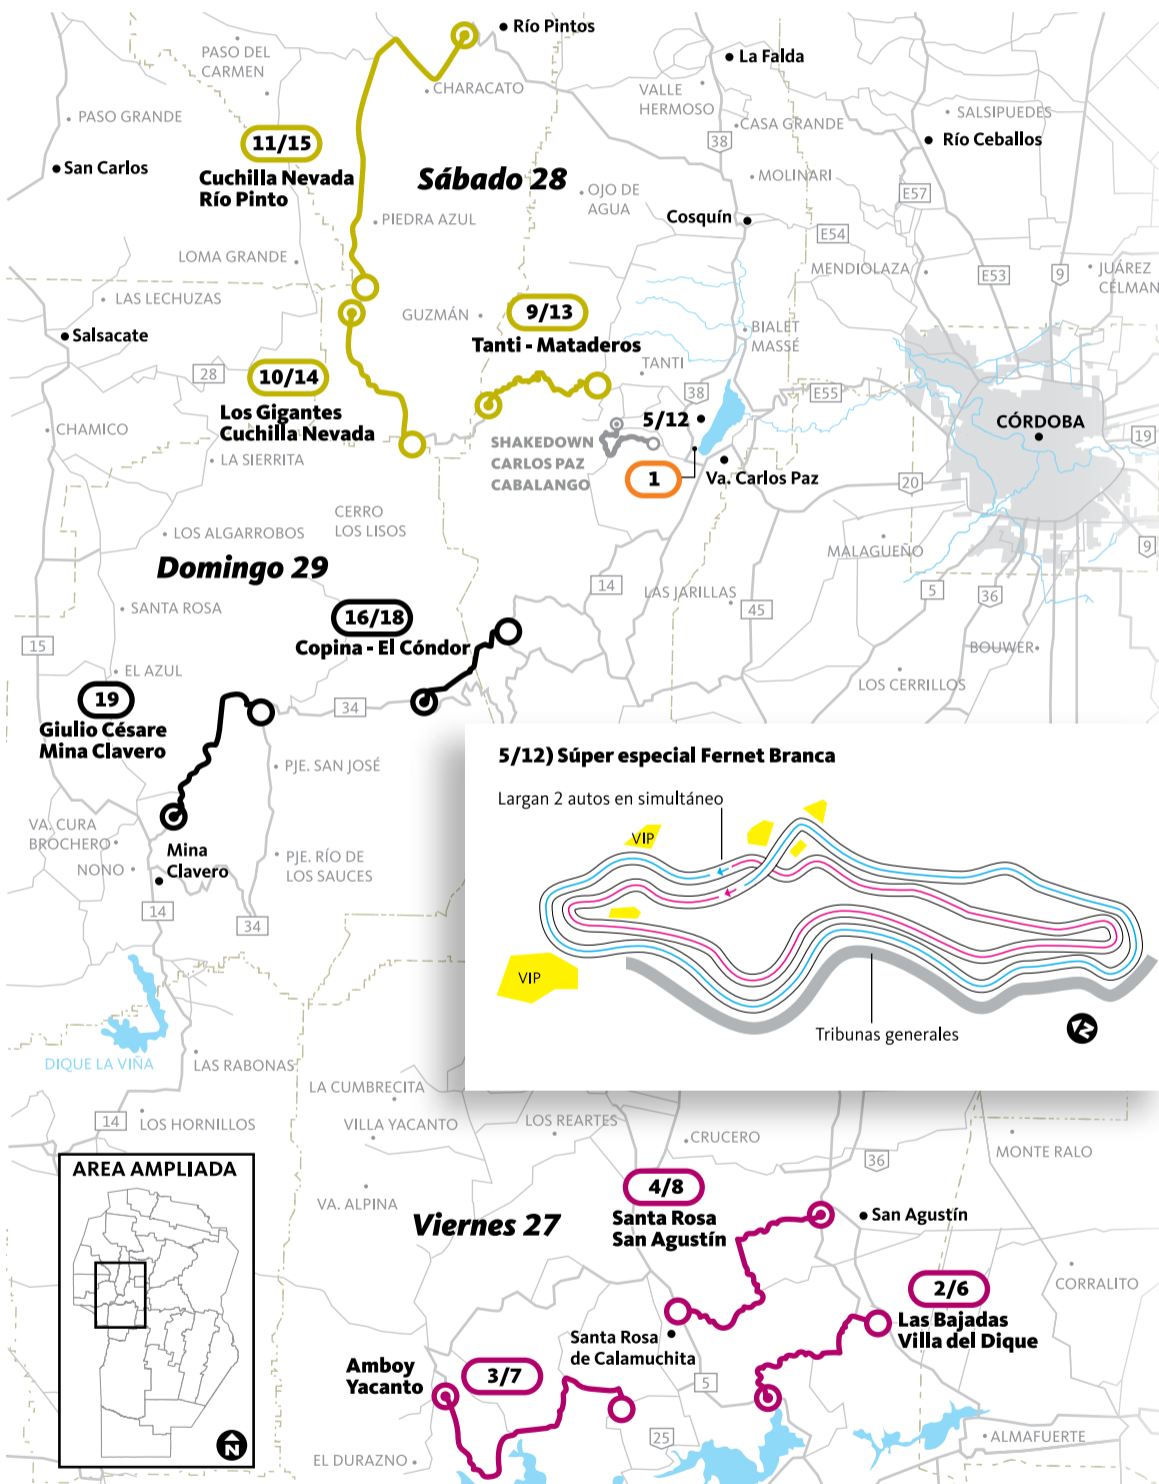 Río Pintos
PASO DEL
CARMEN
La Falda
CHARACATO
VALLE
HERMOSO
PASO GRANDE
SALSIPUEDES
CASA GRANDE
11/15
38
Río Ceballos
San Carlos
Cuchilla Nevada
Río Pinto
Sábado 28
MOLINARI
OJO DE
AGUA
E57
PIEDRA AZUL
Cosquín
E54
LOMA GRANDE
MENDIOLAZA
E53
9
JUÁREZ
CELMAN
LAS LECHUZAS
GUZMÁN
9/13
Salsacate
Tanti - Mataderos
BIALET
MASSÉ
TANTI
28
10/14
38
E55
Los Gigantes
Cuchilla Nevada
5/12
CÓRDOBA
CHAMICO
19
SHAKEDOWN
CARLOS PAZ
CABALANGO
LA SIERRITA
1
Va. Carlos Paz
20
CERRO
LOS LISOS
LOS ALGARROBOS
MALAGUEÑO
9
Domingo 29
14
LAS JARILLAS
5
36
SANTA ROSA
45
16/18
15
Copina - El Cóndor
BOUWER
EL AZUL
LOS CERRILLOS
19
34
Giulio Césare
Mina Clavero
5/12) Súper especial Fernet Branca
PJE. SAN JOSÉ
Largan 2 autos en simultáneo
VA. CURA
BROCHERO
VIP
Mina
Clavero
PJE. RÍO DE
LOS SAUCES
NONO
14
34
VIP
Tribunas generales
N
DIQUE LA VIÑA
LAS RABONAS
LA CUMBRECITA
14
LOS HORNILLOS
VILLA YACANTO
LOS REARTES
CRUCERO
MONTE RALO
36
AREA AMPLIADA
4/8
VA. ALPINA
Viernes 27
Santa Rosa
San Agustín
San Agustín
CORRALITO
2/6
Las Bajadas
Villa del Dique
Santa Rosa
de Calamuchita
Amboy
Yacanto
3/7
5
25
ALMAFUERTE
N
EL DURAZNO